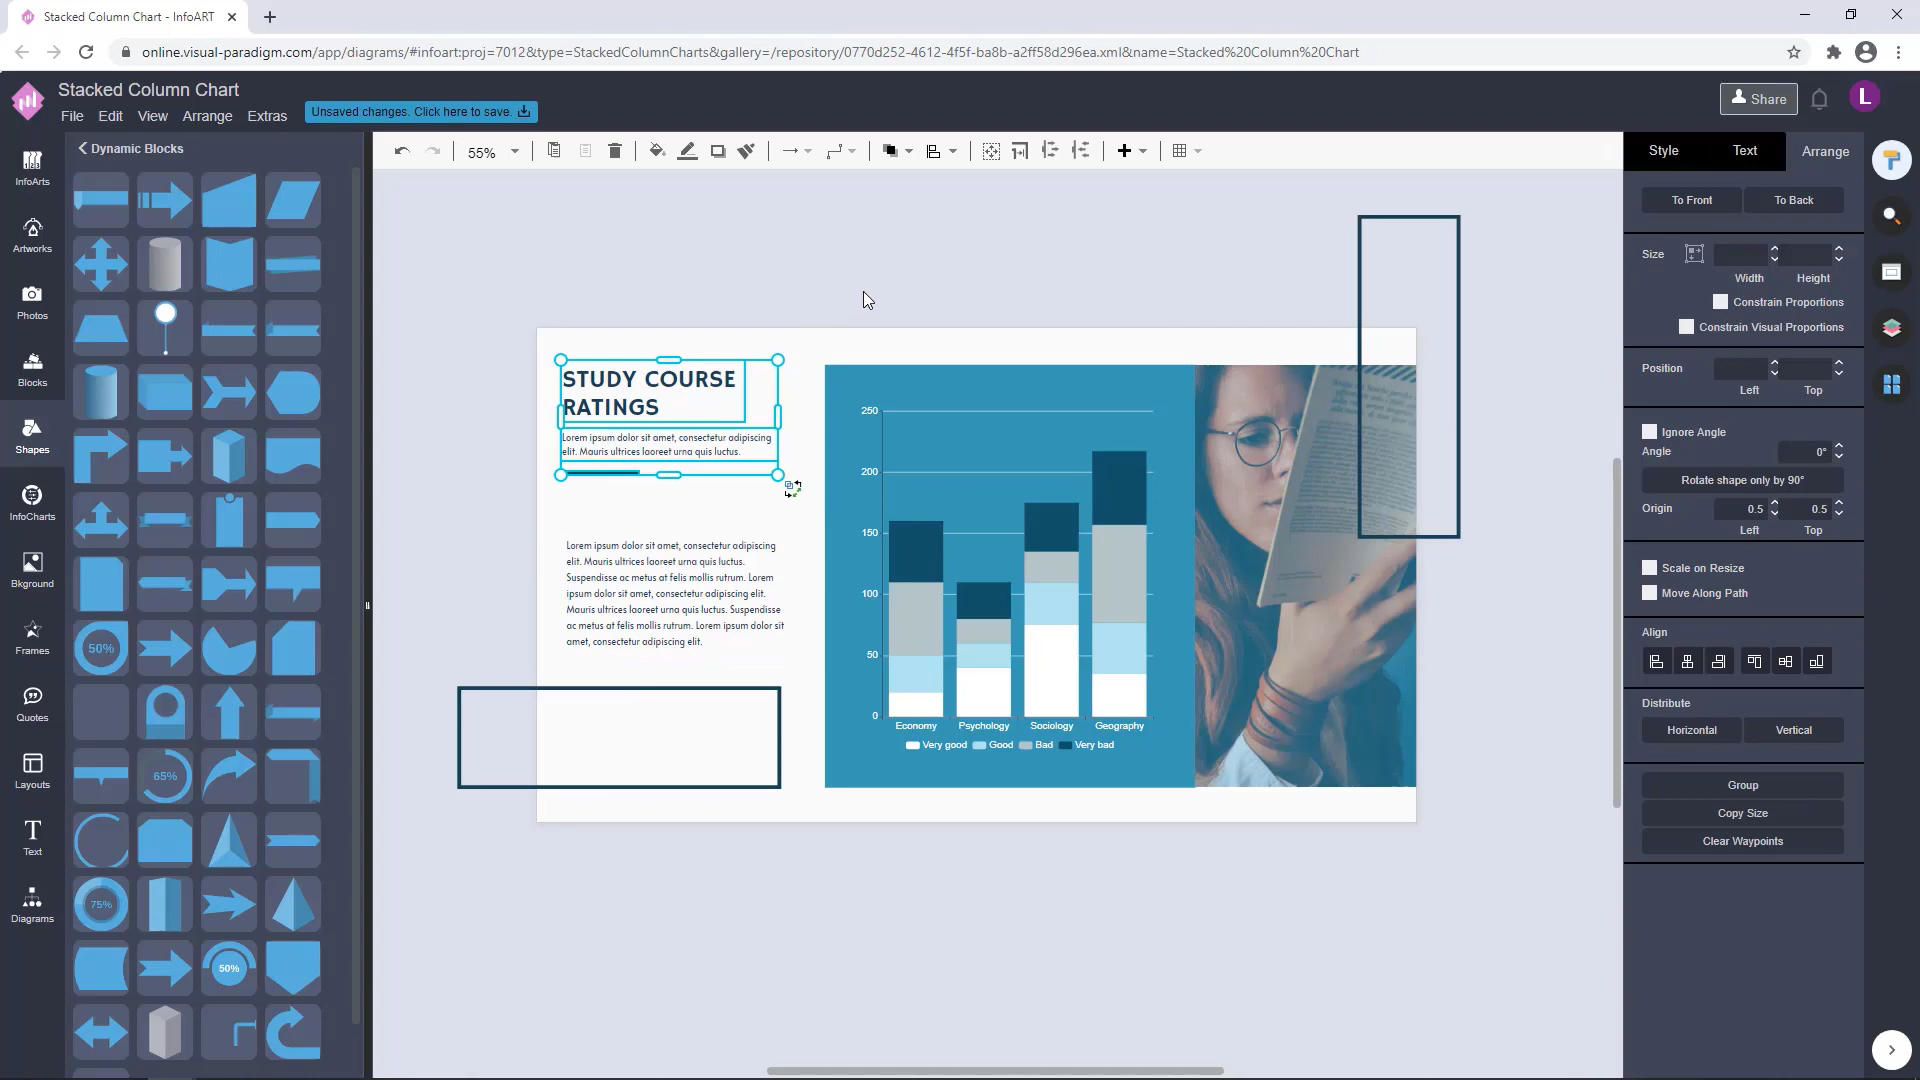 Stacked Column Chart - InfoART
online.visual-paradigm.com/app/diagrams/#infoart:proj=7012&type=StackedColumnCharts&gallery=/repository/0770d252-4612-4f5f-ba8b-a2ff58d296ea.xml&name=Stacked%20Column%20Chart
Stacked Column Chart
File Edit View Arrange Extras
Unsaved changes. Click here to save.
Share
L
Dynamic Blocks
55%
Style Text Arrange
InfoArts
Artworks
Photos
Blocks
Shapes
InfoCharts
Bkground
Frames
Quotes
Layouts
Text
Diagrams
50%
65%
75%
50%
STUDY COURSE
RATINGS
Lorem ipsum dolor sit amet, consectetur adipiscing
elit. Mauris ultrices laoreet urna quis luctus.
Lorem ipsum dolor sit amet, consectetur adipiscing
elit. Mauris ultrices laoreet urna quis luctus.
Suspendisse ac metus at felis mollis rutrum. Lorem
ipsum dolor sit amet, consectetur adipiscing elit.
Mauris ultrices laoreet urna quis luctus. Suspendisse
ac metus at felis mollis rutrum. Lorem ipsum dolor sit
amet, consectetur adipiscing elit.
250
200
150
100
50
0
Economy Psychology Sociology Geography
Very good Good Bad Very bad
To Front To Back
Size
Width Height
Constrain Proportions
Constrain Visual Proportions
Position
Left Top
Ignore Angle
Angle 0°
Rotate shape only by 90°
Origin 0.5 0.5
Left Top
Scale on Resize
Move Along Path
Align
Distribute
Horizontal Vertical
Group
Copy Size
Clear Waypoints